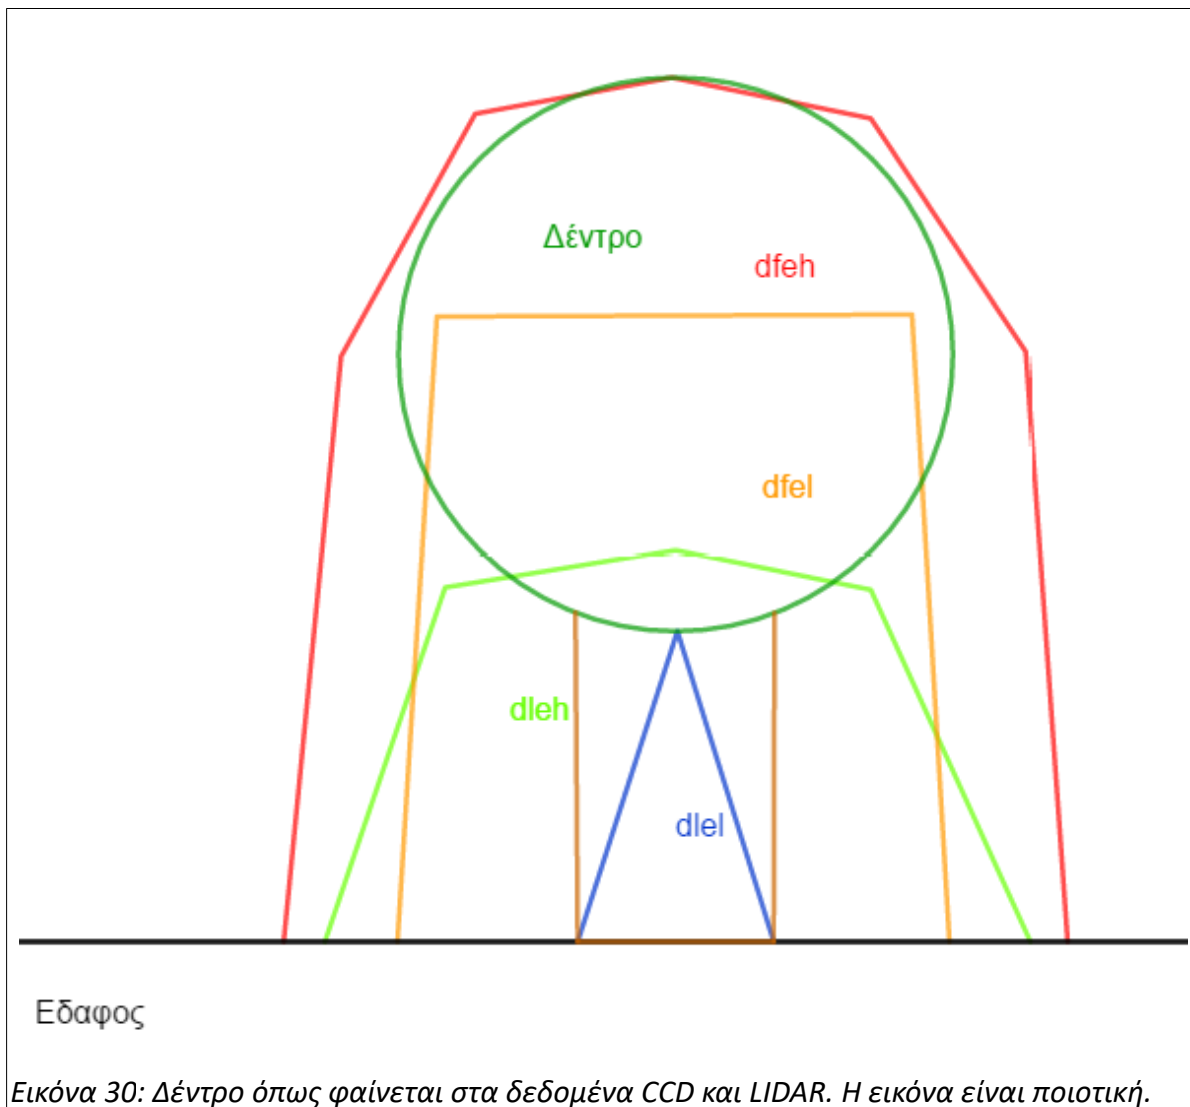 Δέντρο
dfeh
dfel
dleh
dlel
Εδαφος
Εικόνα 30: Δέντρο όπως φαίνεται στα δεδομένα CCD και LIDAR. Η εικόνα είναι ποιοτική.